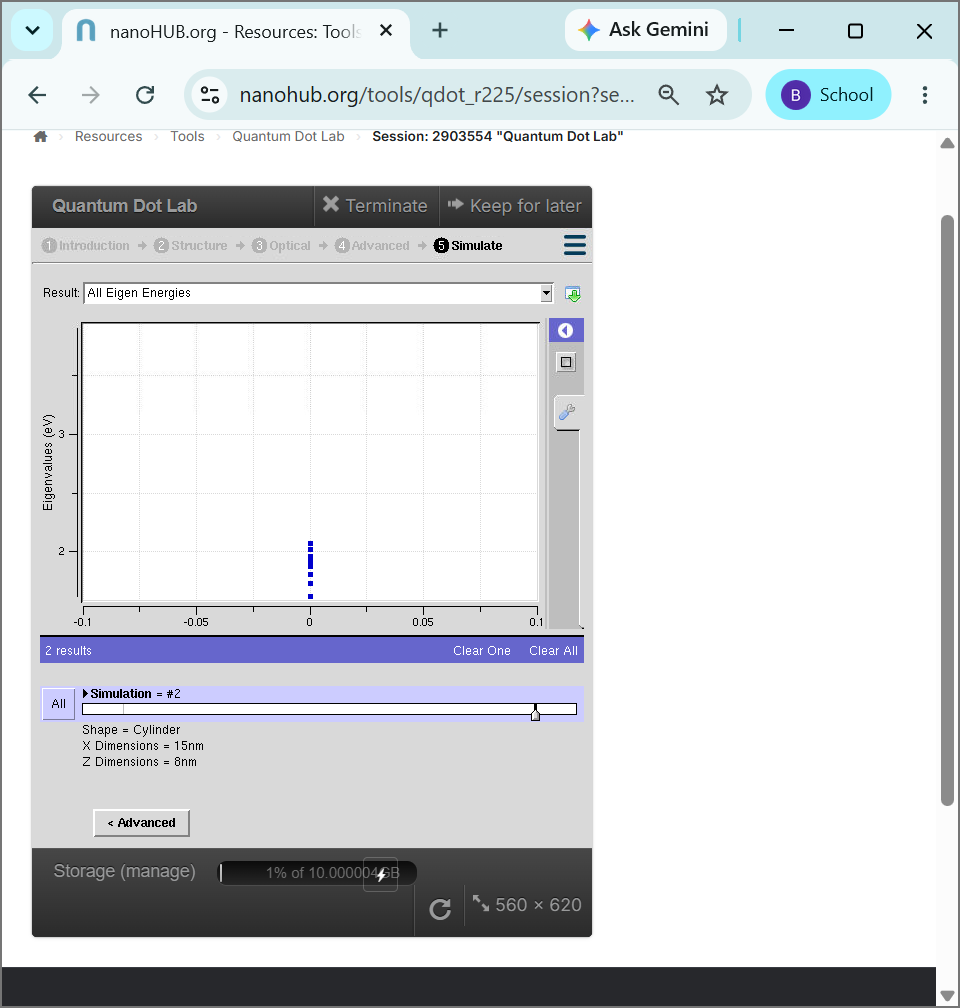 nanoHUB.org - Resources: Tools
Ask Gemini
nanohub.org/tools/qdot_r225/session?se...
B School
Resources › Tools › Quantum Dot Lab › Session: 2903554 "Quantum Dot Lab"
Quantum Dot Lab Terminate Keep for later
1 Introduction → 2 Structure → 3 Optical → 4 Advanced → 5 Simulate
Result: All Eigen Energies
Eigenvalues (eV)
3
2
-0.1 -0.05 0 0.05 0.1
2 results Clear One Clear All
All Simulation = #2
Shape = Cylinder
X Dimensions = 15nm
Z Dimensions = 8nm
< Advanced
Storage (manage) 1% of 10.000004GB
560 × 620